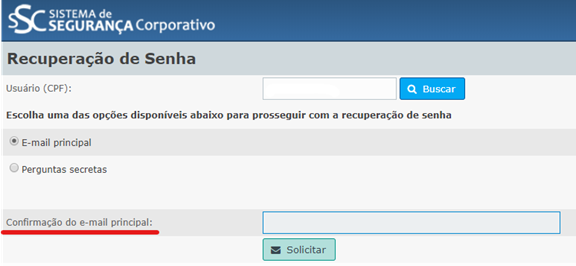 SSC SISTEMA de
SEGURANÇA Corporativo
Recuperação de Senha
Usuário (CPF): Buscar
Escolha uma das opções disponíveis abaixo para prosseguir com a recuperação de senha
E-mail principal
Perguntas secretas
Confirmação do e-mail principal:
Solicitar